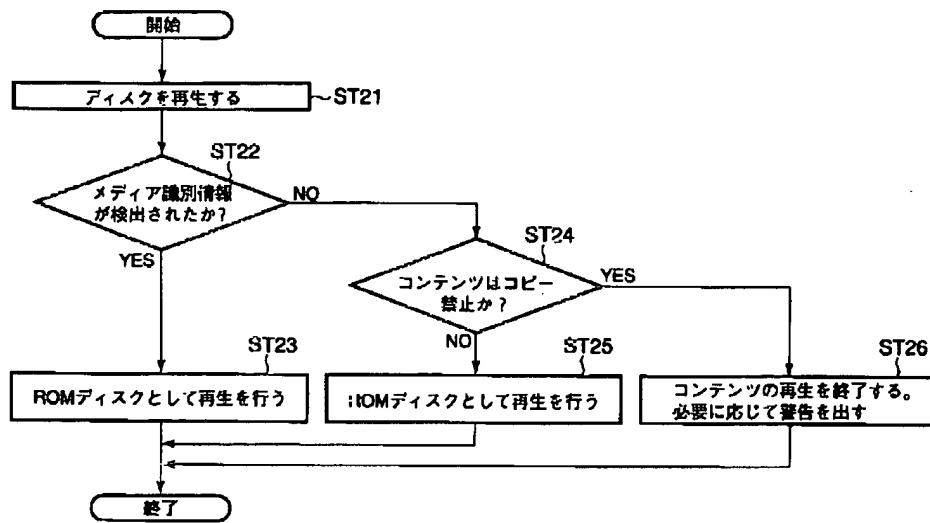 開始
ディスクを再生する
ST21
ST22
メディア識別情報
が検出されたか?
NO
YES
ST24
コンテンツはコピー
禁止か?
YES
NO
ST23
ROMディスクとして再生を行う
ST25
ROMディスクとして再生を行う
ST26
コンテンツの再生を終了する。
必要に応じて警告を出す
終了